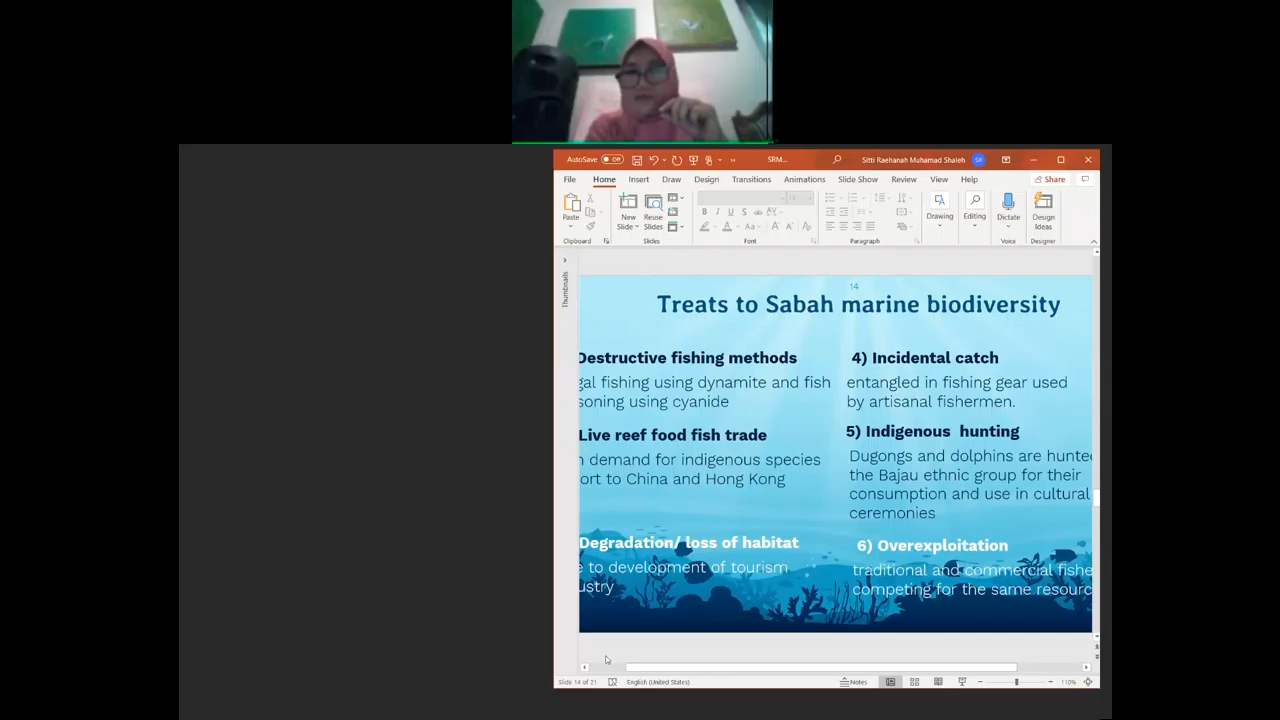 AutoSave Off SRM... Sitti Raehanah Muhamad Shaleh SR
File Home Insert Draw Design Transitions Animations Slide Show Review View Help Share
Paste New Slide Reuse Slides Drawing Editing Dictate Design Ideas
Clipboard Slides Font Paragraph Voice Designer
Thumbnails
14
Treats to Sabah marine biodiversity
Destructive fishing methods
gal fishing using dynamite and fish
soning using cyanide
Live reef food fish trade
n demand for indigenous species
ort to China and Hong Kong
Degradation/ loss of habitat
e to development of tourism
ustry
4) Incidental catch
entangled in fishing gear used
by artisanal fishermen.
5) Indigenous hunting
Dugongs and dolphins are hunte
the Bajau ethnic group for their
consumption and use in cultural
ceremonies
6) Overexploitation
traditional and commercial fishe
competing for the same resourc
Slide 14 of 21 English (United States) Notes 110%